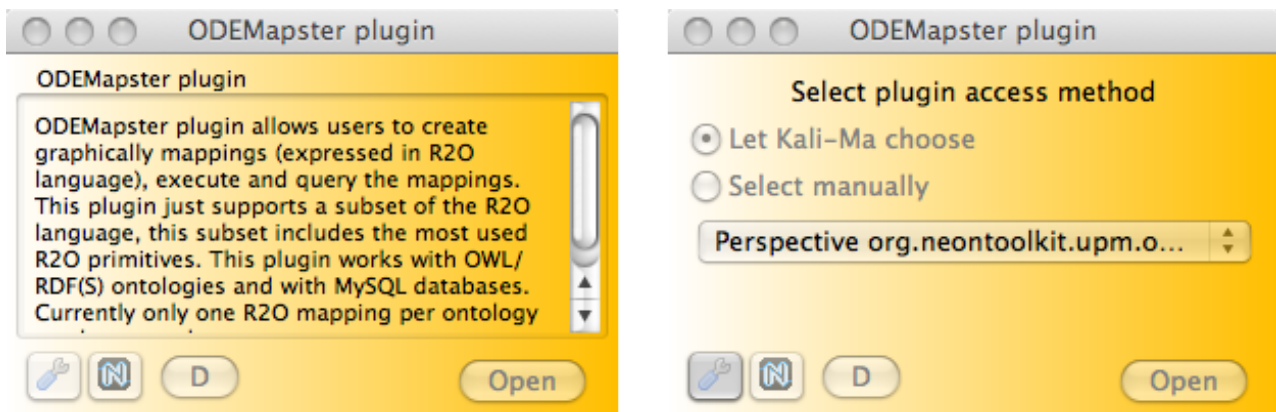 ODEMapster plugin
ODEMapster plugin
ODEMapster plugin allows users to create
graphically mappings (expressed in R2O
language), execute and query the mappings.
This plugin just supports a subset of the R2O
language, this subset includes the most used
R2O primitives. This plugin works with OWL/
RDF(S) ontologies and with MySQL databases.
Currently only one R2O mapping per ontology
D
Open
ODEMapster plugin
Select plugin access method
Let Kali-Ma choose
Select manually
Perspective org.neontoolkit.upm.o...
D
Open